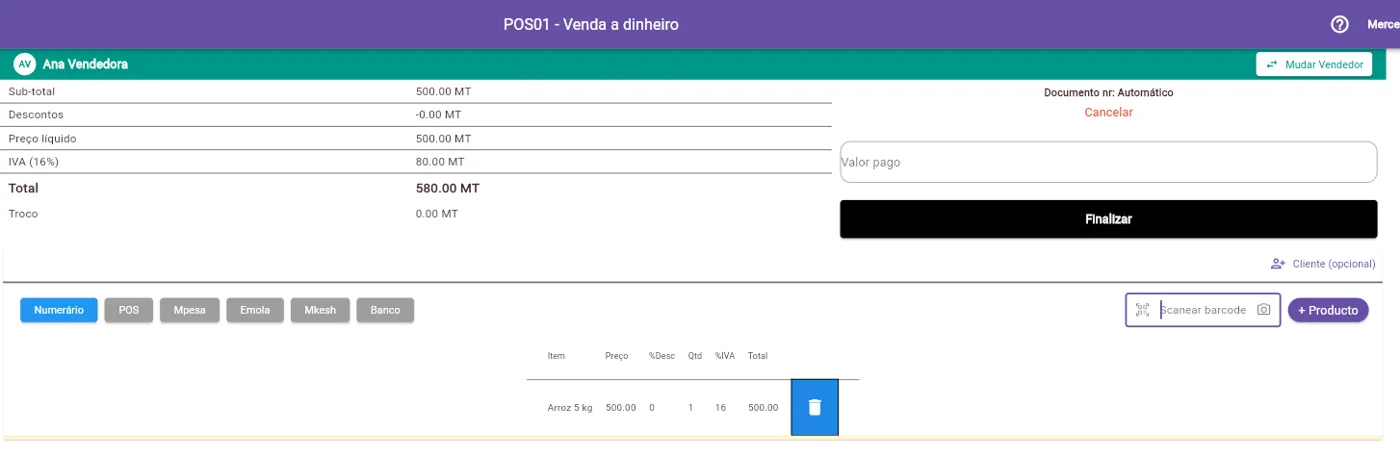 POS01 - Venda a dinheiro
Merce
AV Ana Vendedora
Mudar Vendedor
Sub-total 500.00 MT
Descontos -0.00 MT
Preço líquido 500.00 MT
IVA (16%) 80.00 MT
Total 580.00 MT
Troco 0.00 MT
Documento nr: Automático
Cancelar
Valor pago
Finalizar
Cliente (opcional)
Numerário POS Mpesa Emola Mkesh Banco
Scanear barcode
+ Producto
Item Preço %Desc Qtd %IVA Total
Arroz 5 kg 500.00 0 1 16 500.00